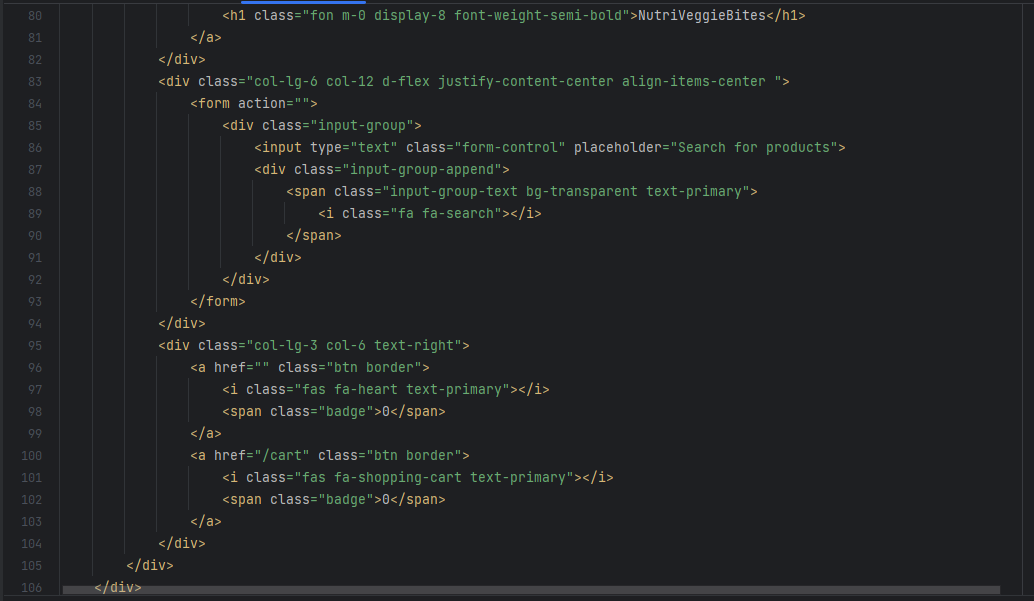 80 <h1 class="fon m-0 display-8 font-weight-semi-bold">NutriVeggieBites</h1>
81 </a>
82 </div>
83 <div class="col-lg-6 col-12 d-flex justify-content-center align-items-center ">
84 <form action="">
85 <div class="input-group">
86 <input type="text" class="form-control" placeholder="Search for products">
87 <div class="input-group-append">
88 <span class="input-group-text bg-transparent text-primary">
89 <i class="fa fa-search"></i>
90 </span>
91 </div>
92 </div>
93 </form>
94 </div>
95 <div class="col-lg-3 col-6 text-right">
96 <a href="" class="btn border">
97 <i class="fas fa-heart text-primary"></i>
98 <span class="badge">0</span>
99 </a>
100 <a href="/cart" class="btn border">
101 <i class="fas fa-shopping-cart text-primary"></i>
102 <span class="badge">0</span>
103 </a>
104 </div>
105 </div>
106 </div>